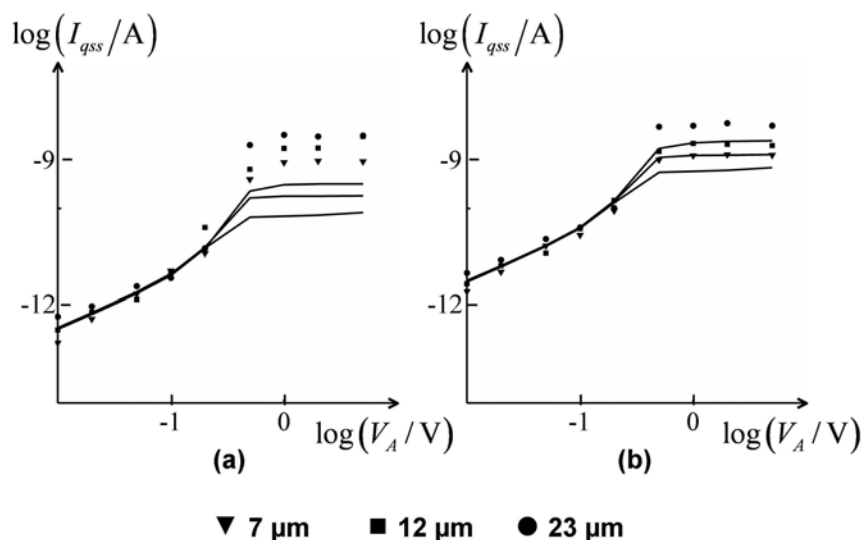 log(I_qss/A)
-9
-12
-1
0
log(V_A/V)
(a)
log(I_qss/A)
-9
-12
-1
0
log(V_A/V)
(b)
▼ 7 μm ■ 12 μm ● 23 μm